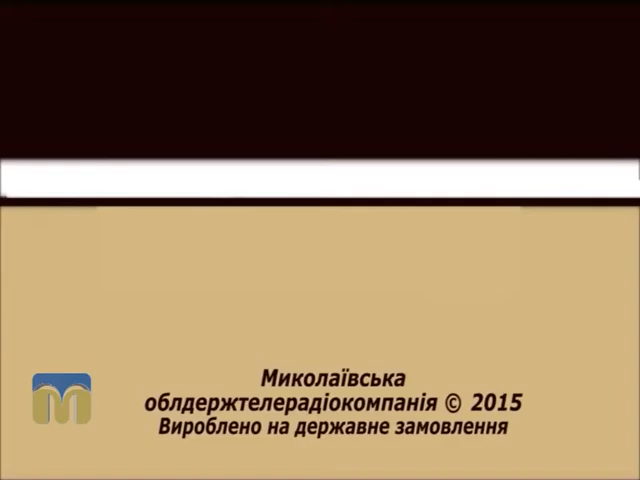 Миколаївська
облдержтелерадіокомпанія © 2015
Вироблено на державне замовлення